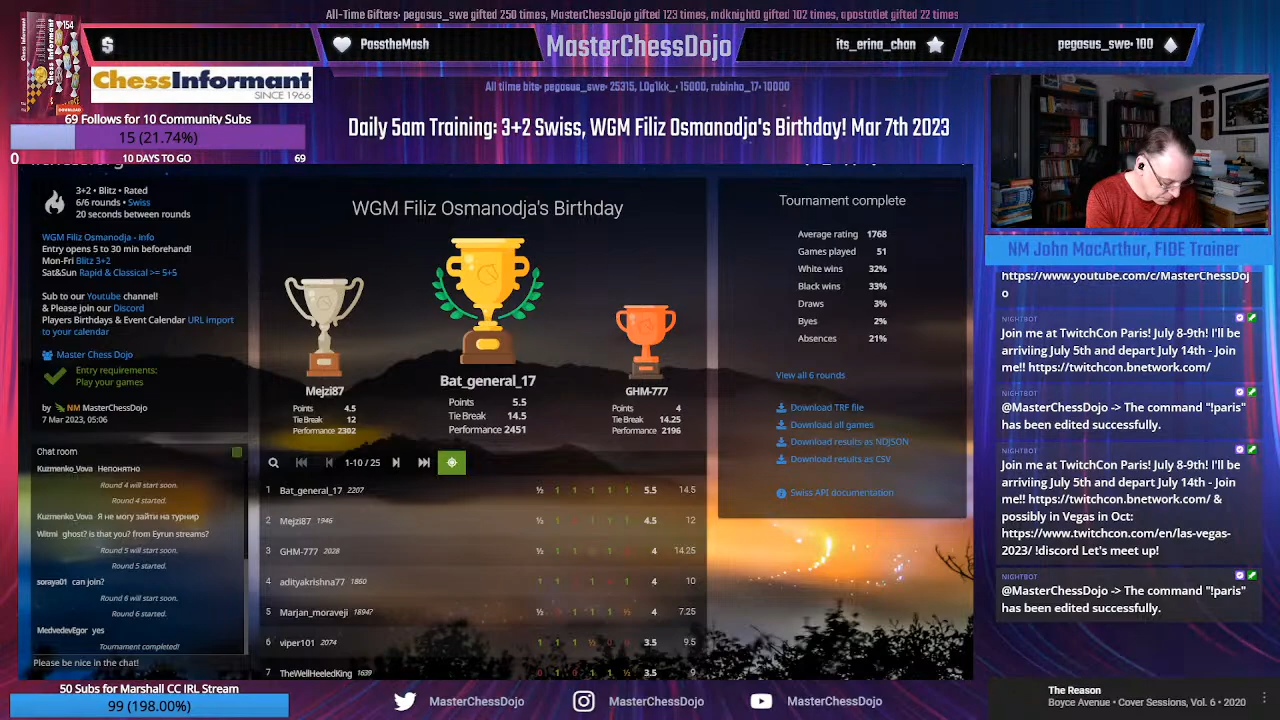 All-Time Gifters: pegasus_swe gifted 250 times, MasterChessDojo gifted 123 times, mdknight0 gifted 102 times, apostatlet gifted 22 times
154
Chess Informant
DOWNLOAD
$
PasstheMash
MasterChessDojo
its_erina_chan
pegasus_swe: 100
ChessInformant
SINCE 1966
All time bits: pegasus_swe: 25315, L0g1kk_: 15000, rubinho_17: 10000
69 Follows for 10 Community Subs
15 (21.74%)
0
10 DAYS TO GO
69
Daily 5am Training: 3+2 Swiss, WGM Filiz Osmanodja's Birthday! Mar 7th 2023
3+2 • Blitz • Rated
6/6 rounds • Swiss
20 seconds between rounds
WGM Filiz Osmanodja - Info
Entry opens 5 to 30 min beforehand!
Mon-Fri Blitz 3+2
Sat&Sun Rapid & Classical >= 5+5
Sub to our Youtube channel!
& Please join our Discord
Players Birthdays & Event Calendar URL import
to your calendar
Master Chess Dojo
Entry requirements:
Play your games
by NM MasterChessDojo
7 Mar 2023, 05:06
Chat room
Kuzmenko_Vova Непонятно
Round 4 will start soon.
Round 4 started.
Kuzmenko_Vova Я не могу зайти на турнир
Witmi ghost? is that you? from Eyrun streams?
Round 5 will start soon.
Round 5 started.
soraya01 can join?
Round 6 will start soon.
Round 6 started.
MedvedevEgor yes
Tournament completed!
Please be nice in the chat!
WGM Filiz Osmanodja's Birthday
Mejzi87
Points 4.5
Tie Break 12
Performance 2302
Bat_general_17
Points 5.5
Tie Break 14.5
Performance 2451
GHM-777
Points 4
Tie Break 14.25
Performance 2196
1-10 / 25
1 Bat_general_17 2207 ½ 1 1 1 1 1 5.5 14.5
2 Mejzi87 1946 ½ 1 1 1 1 4.5 12
3 GHM-777 2028 ½ 1 1 1 4 14.25
4 adityakrishna77 1860 1 1 1 1 4 10
5 Marjan_moraveji 1894? ½ 1 1 1 ½ 4 7.25
6 viper101 2074 1 1 1 ½ 0 0 3.5 9.5
7 TheWellHeeledKing 1639 0 1 0 1 1 ½ 3.5 9
Tournament complete
Average rating 1768
Games played 51
White wins 32%
Black wins 33%
Draws 3%
Byes 2%
Absences 21%
View all 6 rounds
Download TRF file
Download all games
Download results as NDJSON
Download results as CSV
Swiss API documentation
NM John MacArthur, FIDE Trainer
https://www.youtube.com/c/MasterChessDoj
o
NIGHTBOT
Join me at TwitchCon Paris! July 8-9th! I'll be
arriviing July 5th and depart July 14th - Join
me!! https://twitchcon.bnetwork.com/
NIGHTBOT
@MasterChessDojo -> The command "!paris"
has been edited successfully.
NIGHTBOT
Join me at TwitchCon Paris! July 8-9th! I'll be
arriviing July 5th and depart July 14th - Join
me!! https://twitchcon.bnetwork.com/ &
possibly in Vegas in Oct:
https://www.twitchcon.com/en/las-vegas-
2023/ !discord Let's meet up!
NIGHTBOT
@MasterChessDojo -> The command "!paris"
has been edited successfully.
50 Subs for Marshall CC IRL Stream
99 (198.00%)
MasterChessDojo
MasterChessDojo
MasterChessDojo
The Reason
Boyce Avenue • Cover Sessions, Vol. 6 • 2020